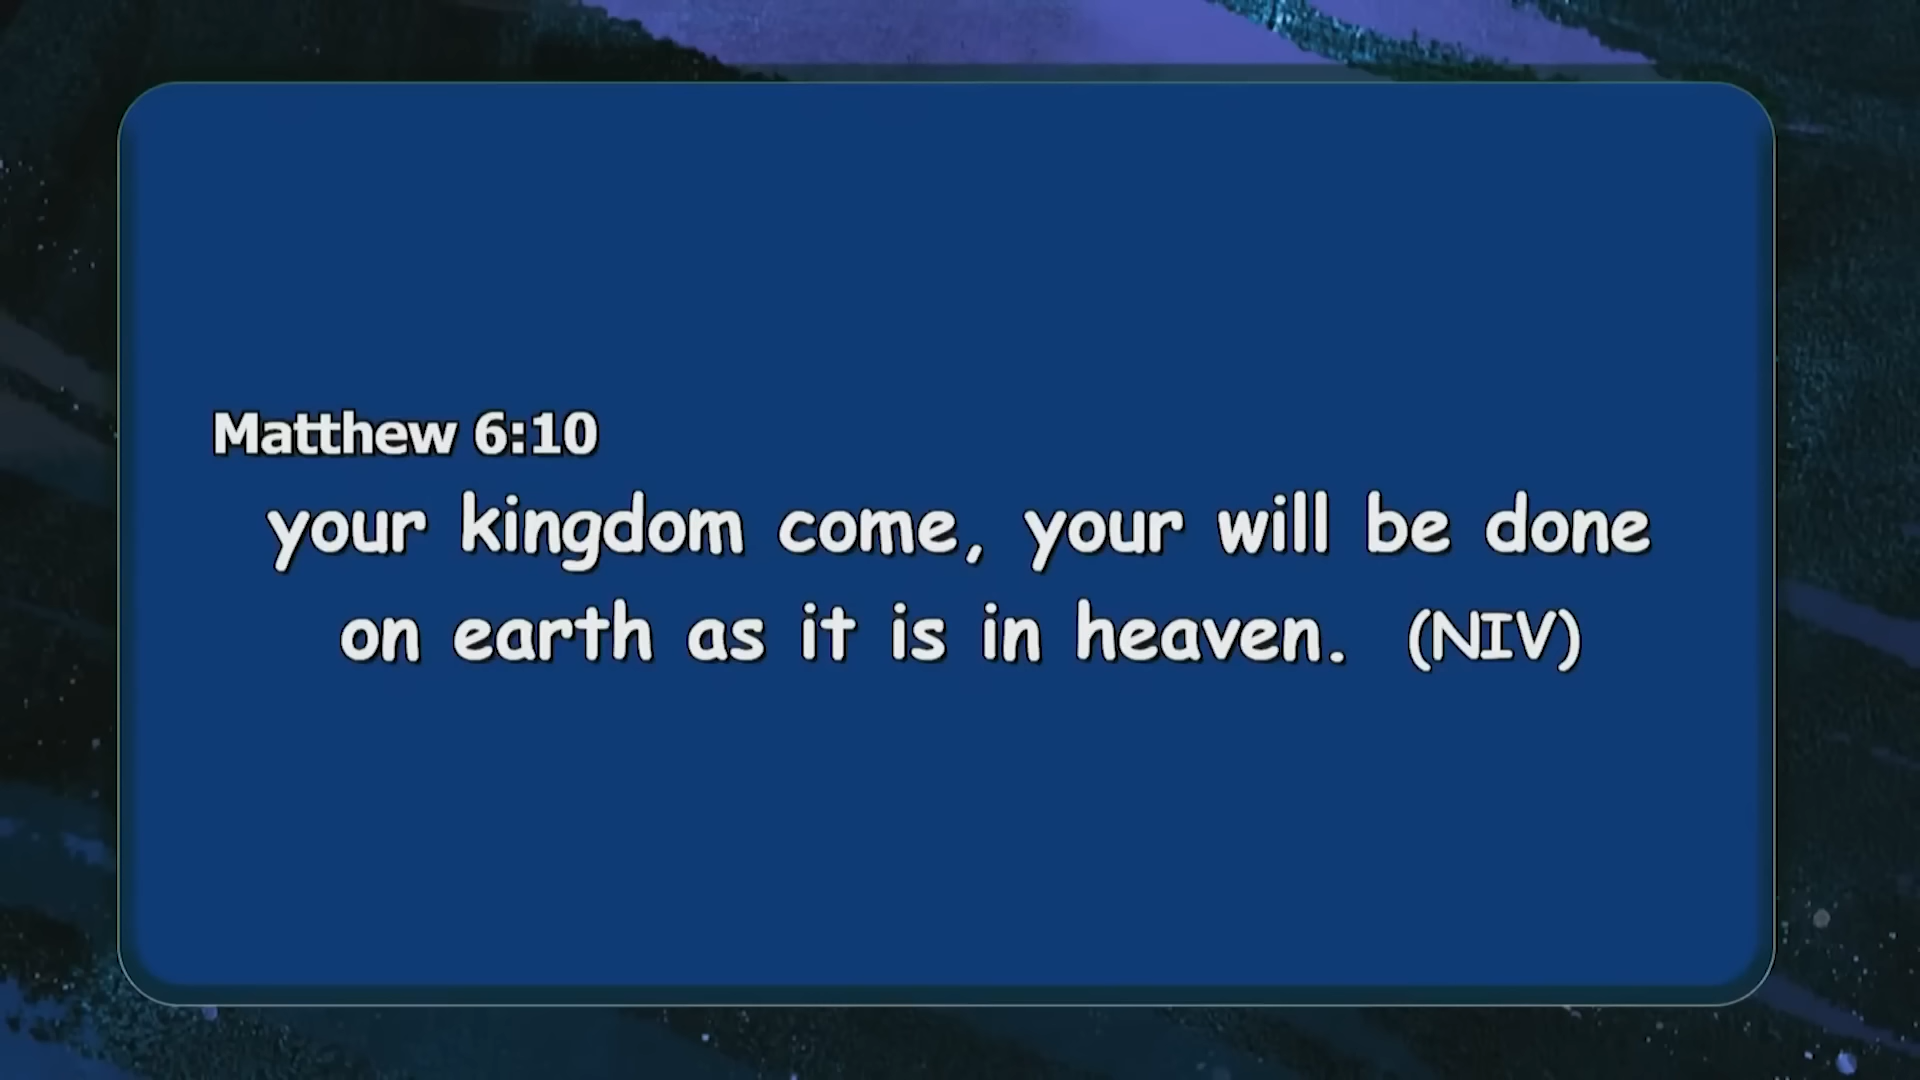 Matthew 6:10
your kingdom come, your will be done
on earth as it is in heaven. (NIV)